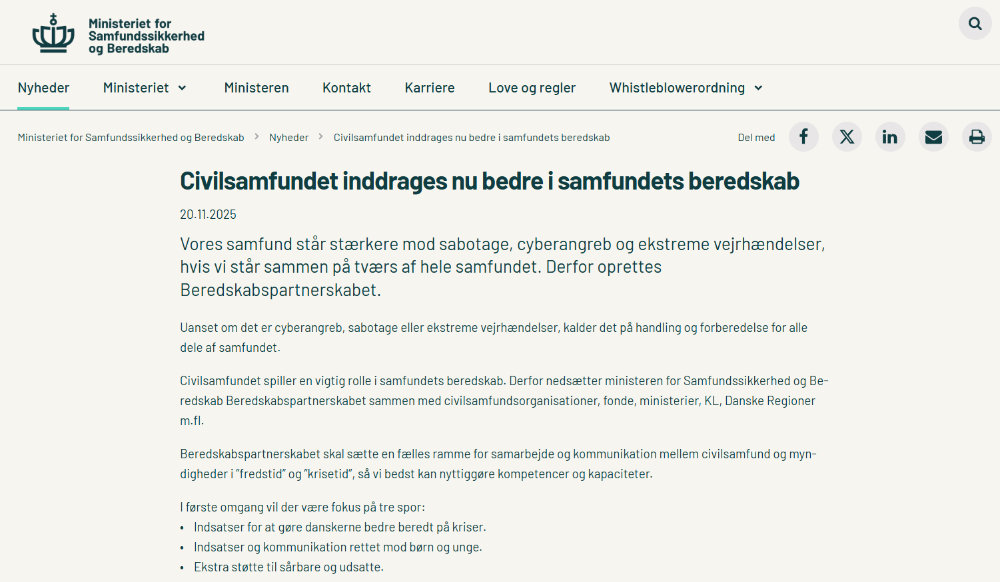 Ministeriet for
Samfundssikkerhed
og Beredskab
Nyheder
Ministeriet
Ministeren
Kontakt
Karriere
Love og regler
Whistleblowerordning
Ministeriet for Samfundssikkerhed og Beredskab
Nyheder
Civilsamfundet inddrages nu bedre i samfundets beredskab
Del med
Civilsamfundet inddrages nu bedre i samfundets beredskab
20.11.2025
Vores samfund står stærkere mod sabotage, cyberangreb og ekstreme vejrhændelser,
hvis vi står sammen på tværs af hele samfundet. Derfor oprettes
Beredskabspartnerskabet.
Uanset om det er cyberangreb, sabotage eller ekstreme vejrhændelser, kalder det på handling og forberedelse for alle
dele af samfundet.
Civilsamfundet spiller en vigtig rolle i samfundets beredskab. Derfor nedsætter ministeren for Samfundssikkerhed og Be-
redskab Beredskabspartnerskabet sammen med civilsamfundsorganisationer, fonde, ministerier, KL, Danske Regioner
m.fl.
Beredskabspartnerskabet skal sætte en fælles ramme for samarbejde og kommunikation mellem civilsamfund og myn-
digheder i ”fredstid” og ”krisetid”, så vi bedst kan nyttiggøre kompetencer og kapaciteter.
I første omgang vil der være fokus på tre spor:
• Indsatser for at gøre danskerne bedre beredt på kriser.
• Indsatser og kommunikation rettet mod børn og unge.
• Ekstra støtte til sårbare og udsatte.